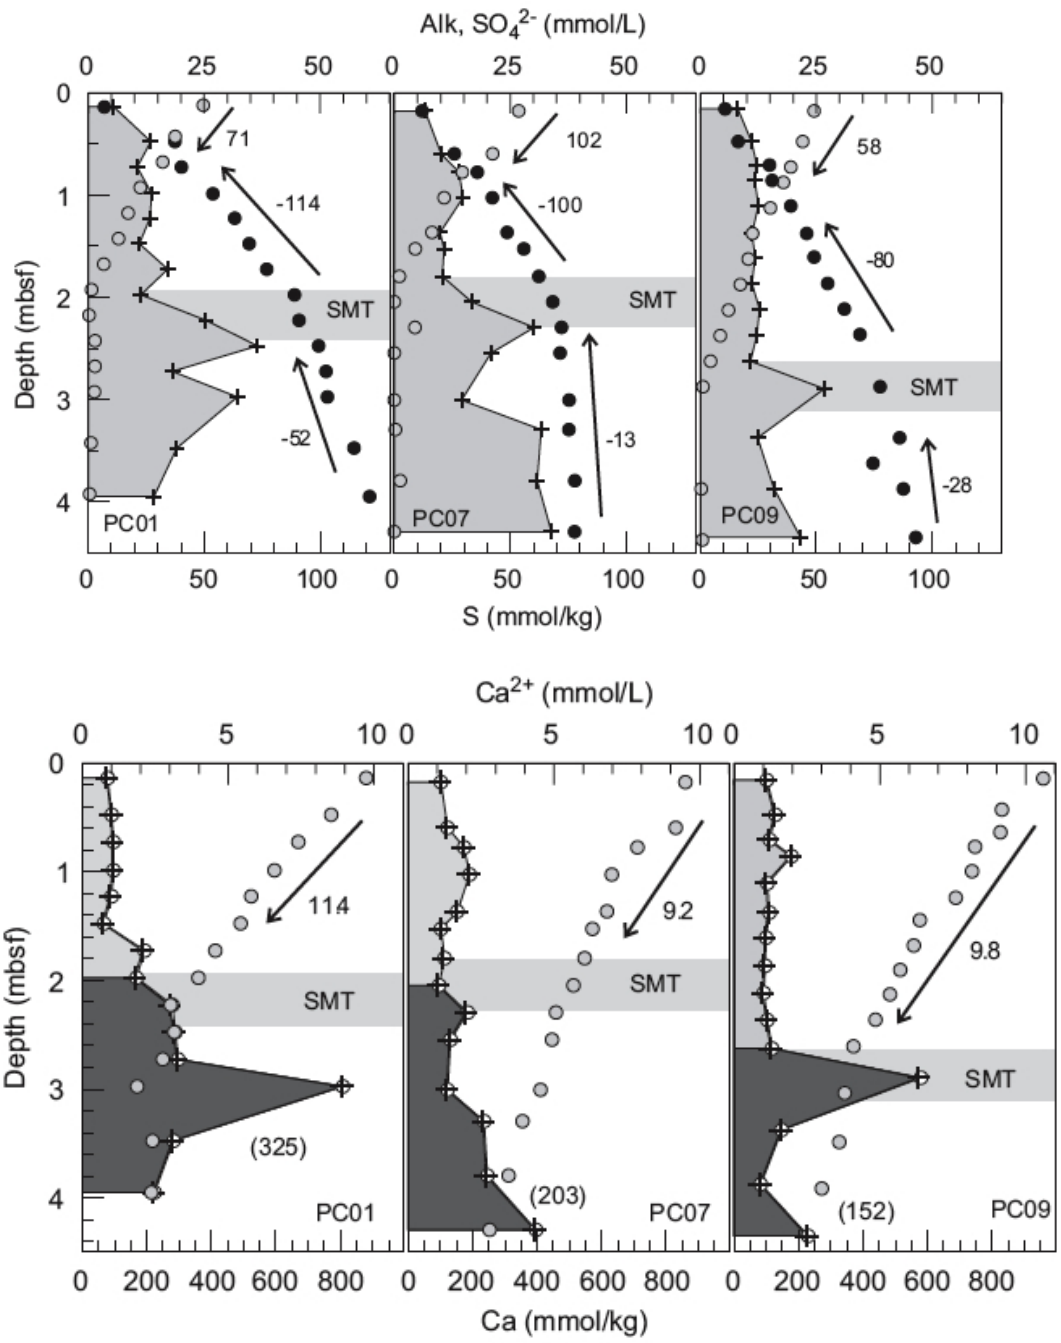 Alk, SO₄²⁻ (mmol/L)
0 25 50 0 25 50 0 25 50
0
1
2
3
4
Depth (mbsf)
71
-114
SMT
-52
PC01
102
-100
SMT
-13
PC07
58
-80
SMT
-28
PC09
0 50 100 0 50 100 0 50 100
S (mmol/kg)
Ca²⁺ (mmol/L)
0 5 10 0 5 10 0 5 10
0
1
2
3
4
Depth (mbsf)
11.4
SMT
(325)
PC01
9.2
SMT
(203)
PC07
9.8
SMT
(152)
PC09
0 200 400 600 800 0 200 400 600 800 0 200 400 600 800
Ca (mmol/kg)